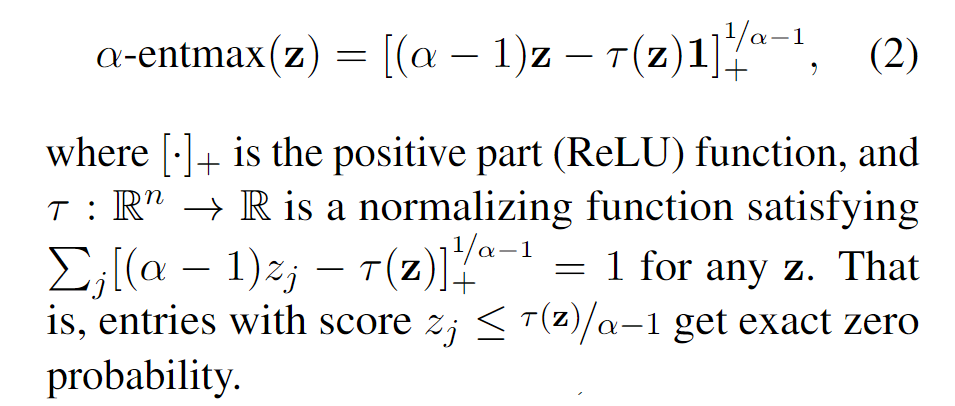 α-entmax(𝐳) = [(α − 1)𝐳 − τ(𝐳)𝟏]₊^{1/α−1}, (2)
where [·]₊ is the positive part (ReLU) function, and
τ : ℝⁿ → ℝ is a normalizing function satisfying
∑ⱼ[(α − 1)zⱼ − τ(𝐳)]₊^{1/α−1} = 1 for any 𝐳. That
is, entries with score zⱼ ≤ τ(𝐳)/α−1 get exact zero
probability.